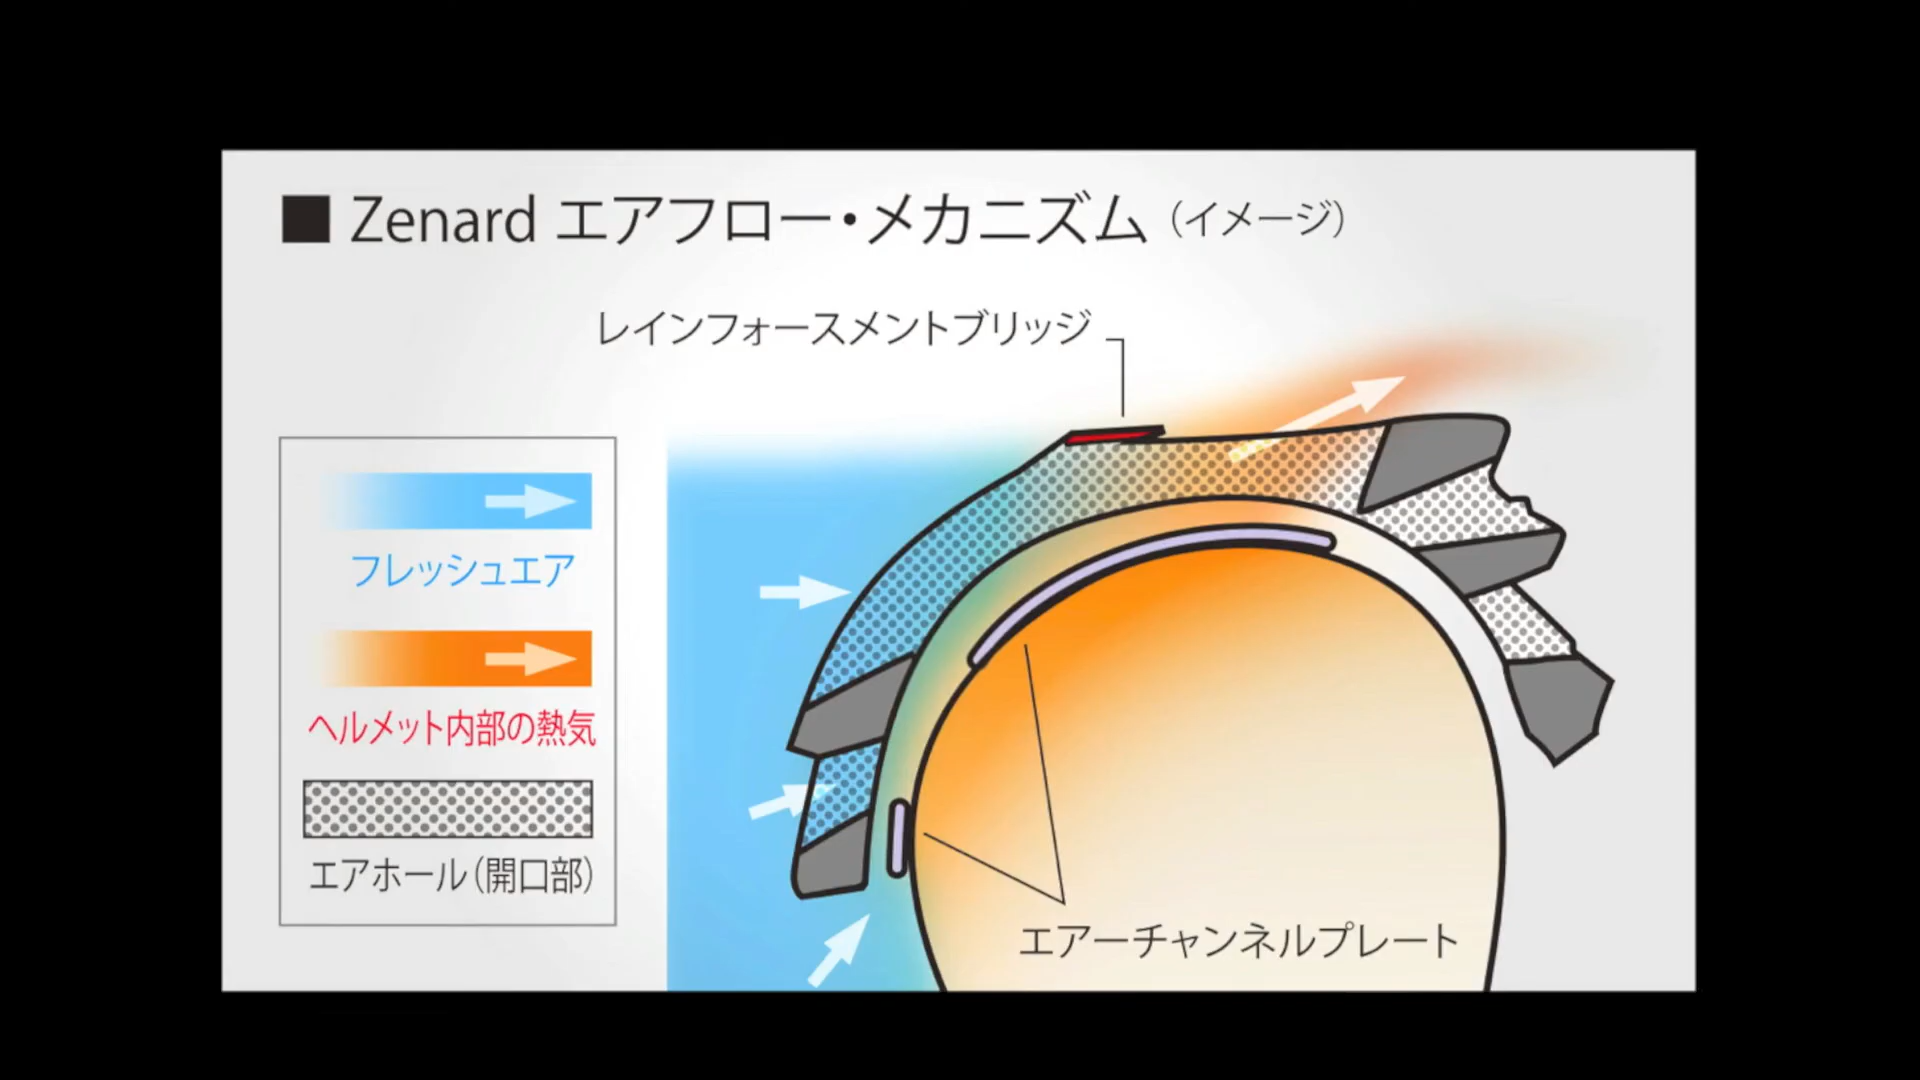 ■ Zenard エアフロー・メカニズム（イメージ）
レインフォースメントブリッジ
フレッシュエア
ヘルメット内部の熱気
エアホール（開口部）
エアーチャンネルプレート